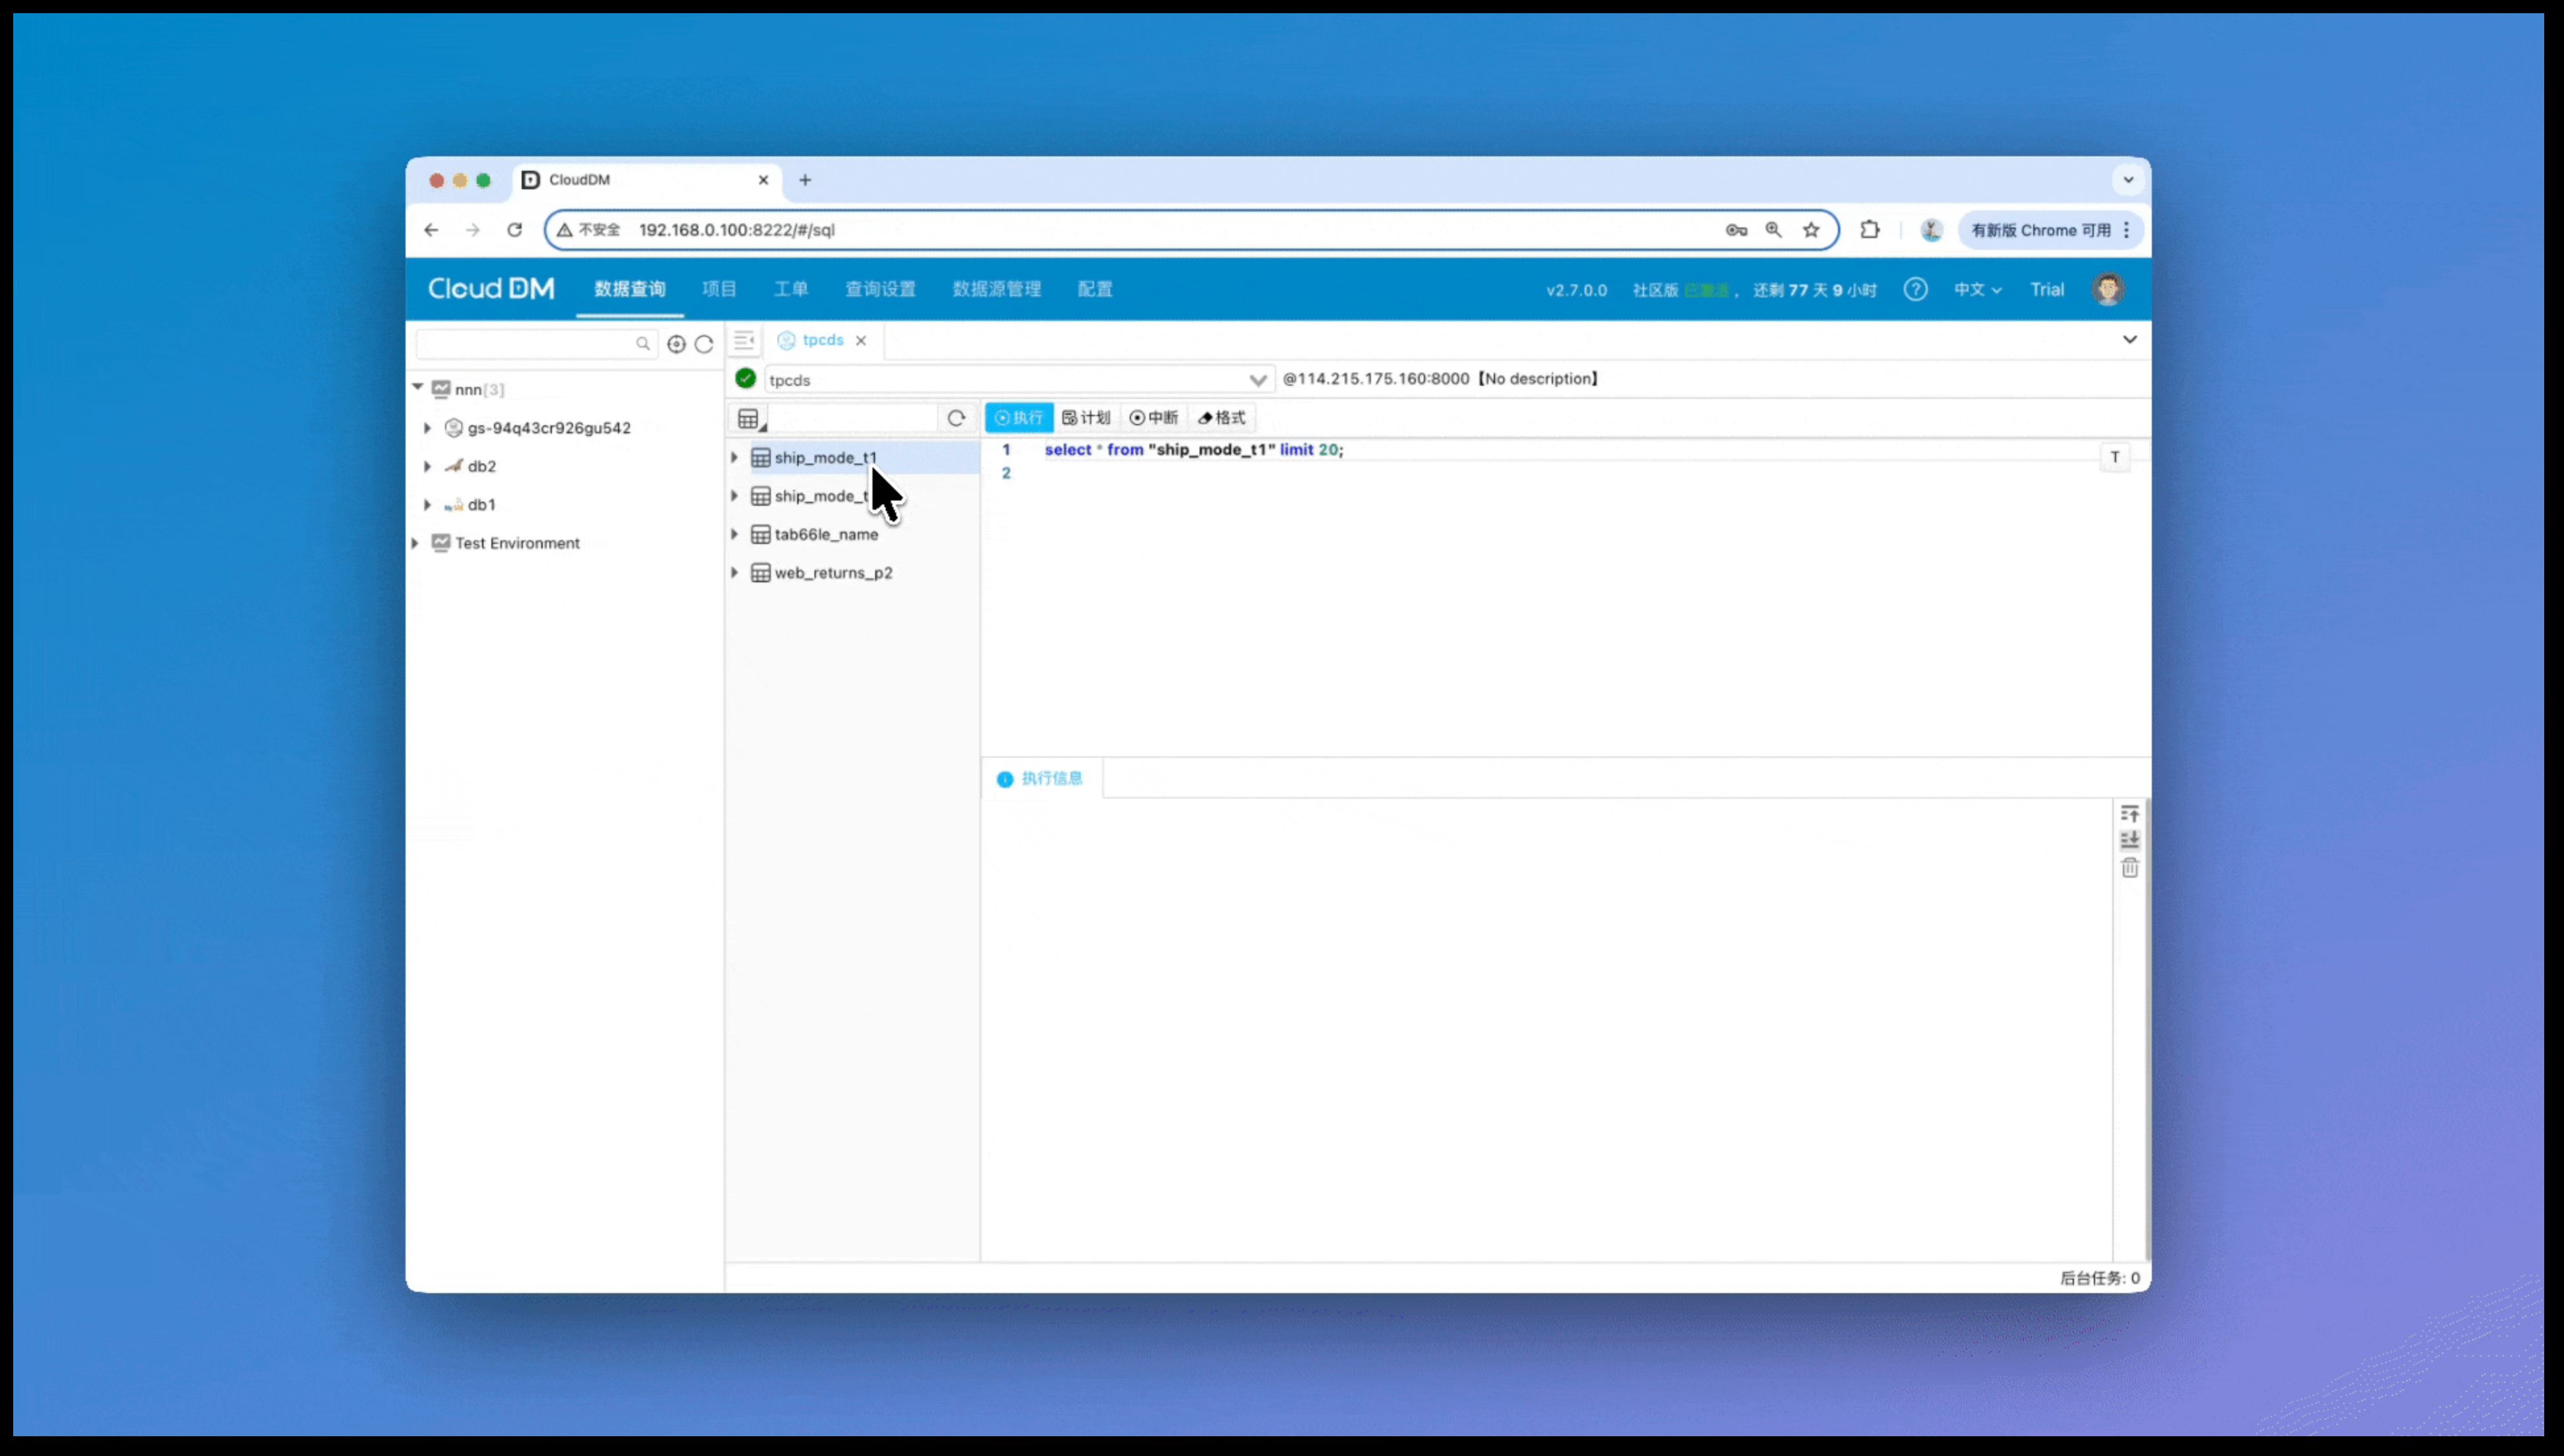 CloudDM
不安全 192.168.0.100:8222/#/sql
有新版 Chrome 可用
Cloud DM 数据查询 项目 工单 查询设置 数据源管理 配置 v2.7.0.0 社区版 已激活 , 还剩 77 天 9 小时 中文 Trial
tpcds
tpcds @114.215.175.160:8000【No description】
nnn[3]
gs-94q43cr926gu542
db2
db1
Test Environment
ship_mode_t1
ship_mode_t
tab66le_name
web_returns_p2
执行 计划 中断 格式
1 select * from "ship_mode_t1" limit 20;
2
T
执行信息
后台任务: 0